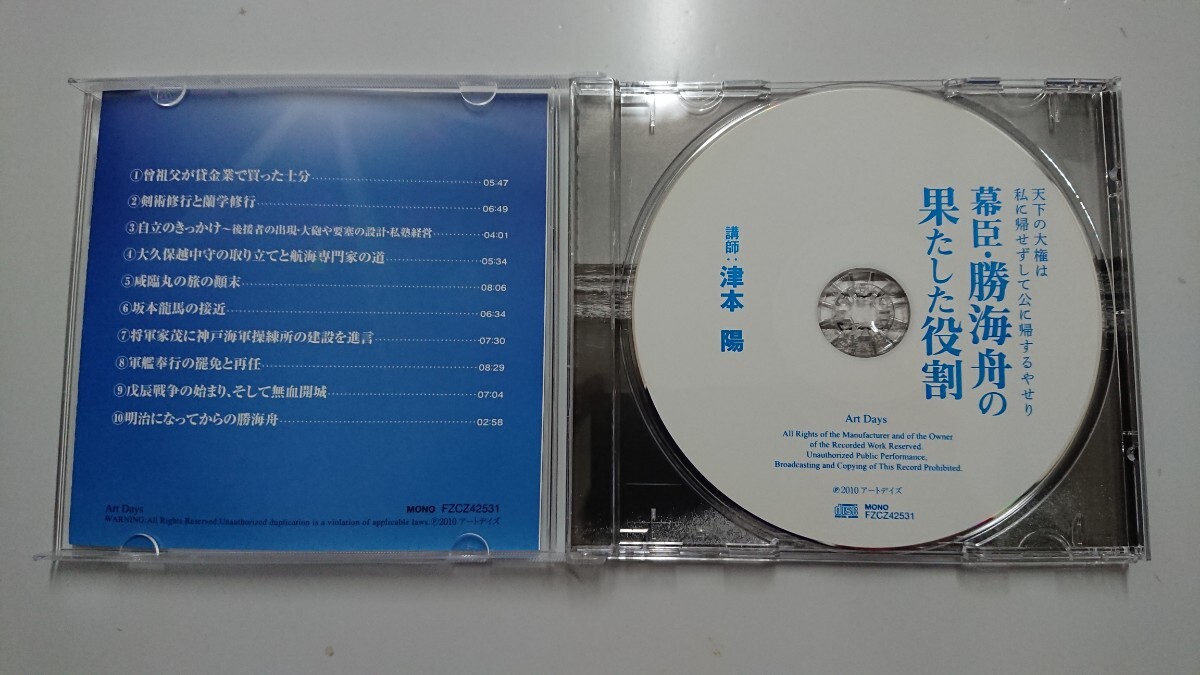 ①曾祖父が貸金業で買った士分 05:47
②剣術修行と蘭学修行 06:49
③自立のきっかけ～後援者の出現・大砲や要塞の設計・私塾経営 04:01
④大久保越中守の取り立てと航海専門家の道 05:34
⑤咸臨丸の旅の顛末 08:06
⑥坂本龍馬の接近 06:34
⑦将軍家茂に神戸海軍操練所の建設を進言 07:30
⑧軍艦奉行の罷免と再任 08:29
⑨戊辰戦争の始まり、そして無血開城 07:04
⑩明治になってからの勝海舟 02:58
Art Days
MONO FZCZ42531
WARNING:All Rights Reserved Unauthorized duplication is a violation of applicable laws.Ⓟ2010 アートデイズ
天下の大権は
私に帰せずして公に帰するやせり
幕臣・勝海舟の
果たした役割
講師:津本 陽
Art Days
All Rights of the Manufacturer and of the Owner
of the Recorded Work Reserved.
Unauthorized Public Performance,
Broadcasting and Copying of This Record Prohibited.
Ⓟ2010 アートデイズ
MONO
FZCZ42531